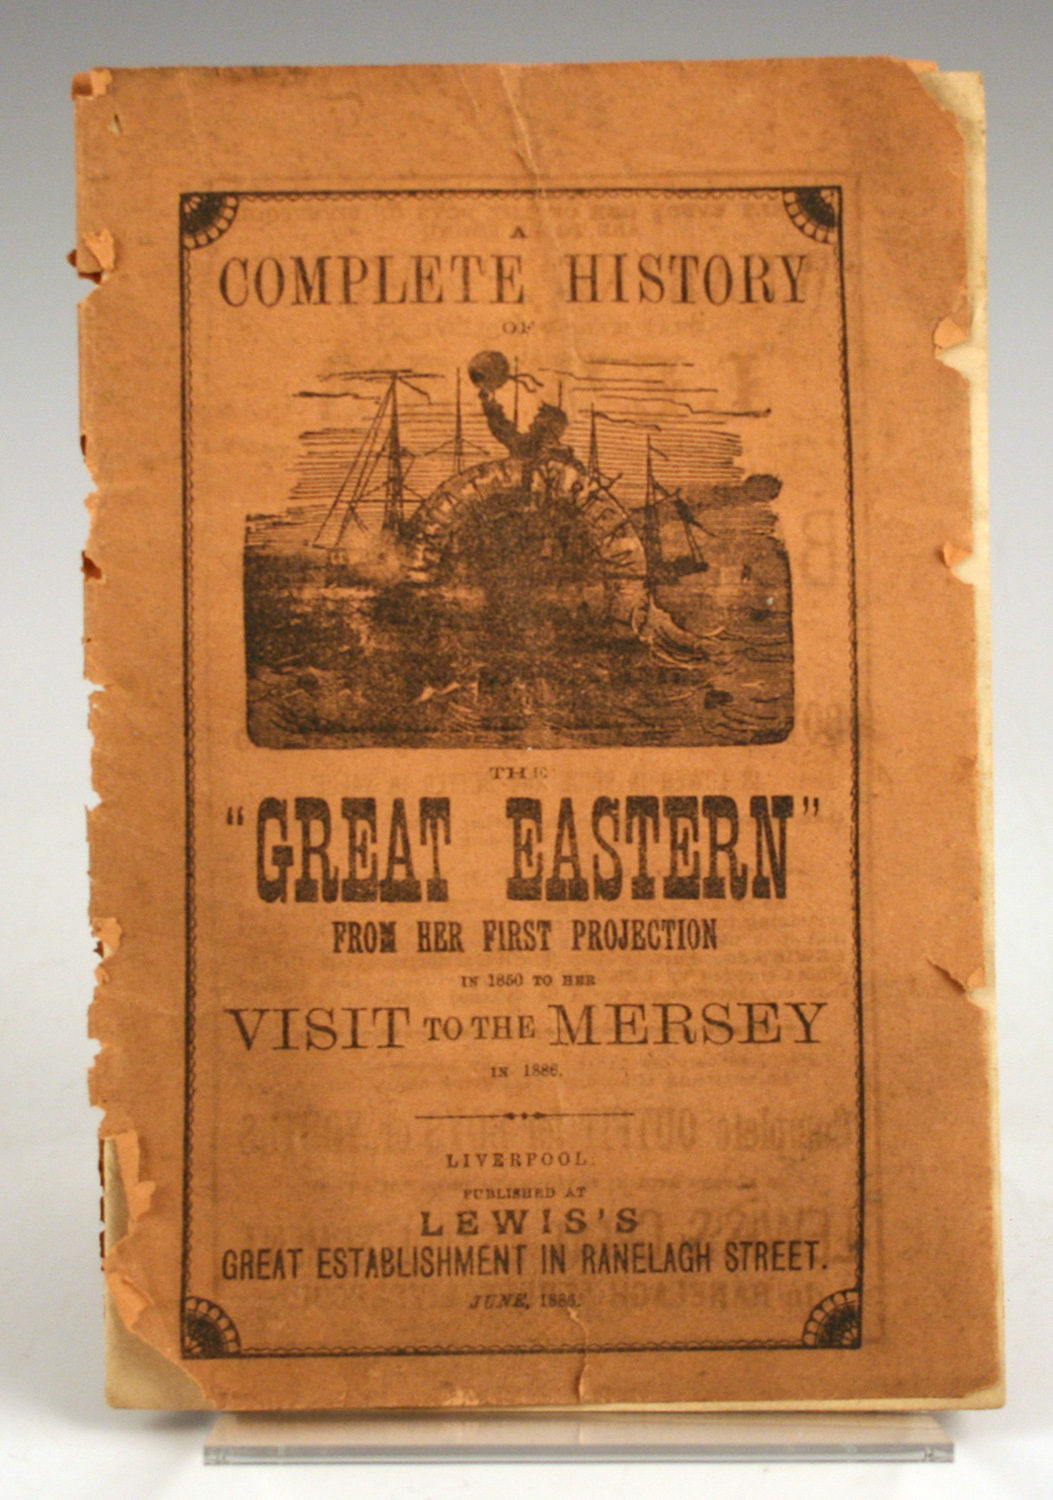 A
COMPLETE HISTORY
OF
THE
“GREAT EASTERN”
FROM HER FIRST PROJECTION
IN 1850 TO HER
VISIT TO THE MERSEY
IN 1886.
LIVERPOOL.
PUBLISHED AT
LEWIS'S
GREAT ESTABLISHMENT IN RANELAGH STREET.
JUNE, 1886.